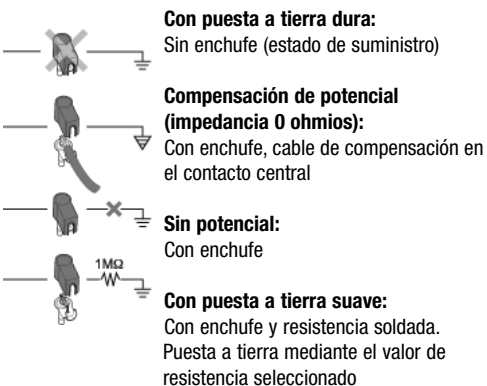 Con puesta a tierra dura:
Sin enchufe (estado de suministro)
Compensación de potencial
(impedancia 0 ohmios):
Con enchufe, cable de compensación en
el contacto central
Sin potencial:
Con enchufe
1MΩ
Con puesta a tierra suave:
Con enchufe y resistencia soldada.
Puesta a tierra mediante el valor de
resistencia seleccionado